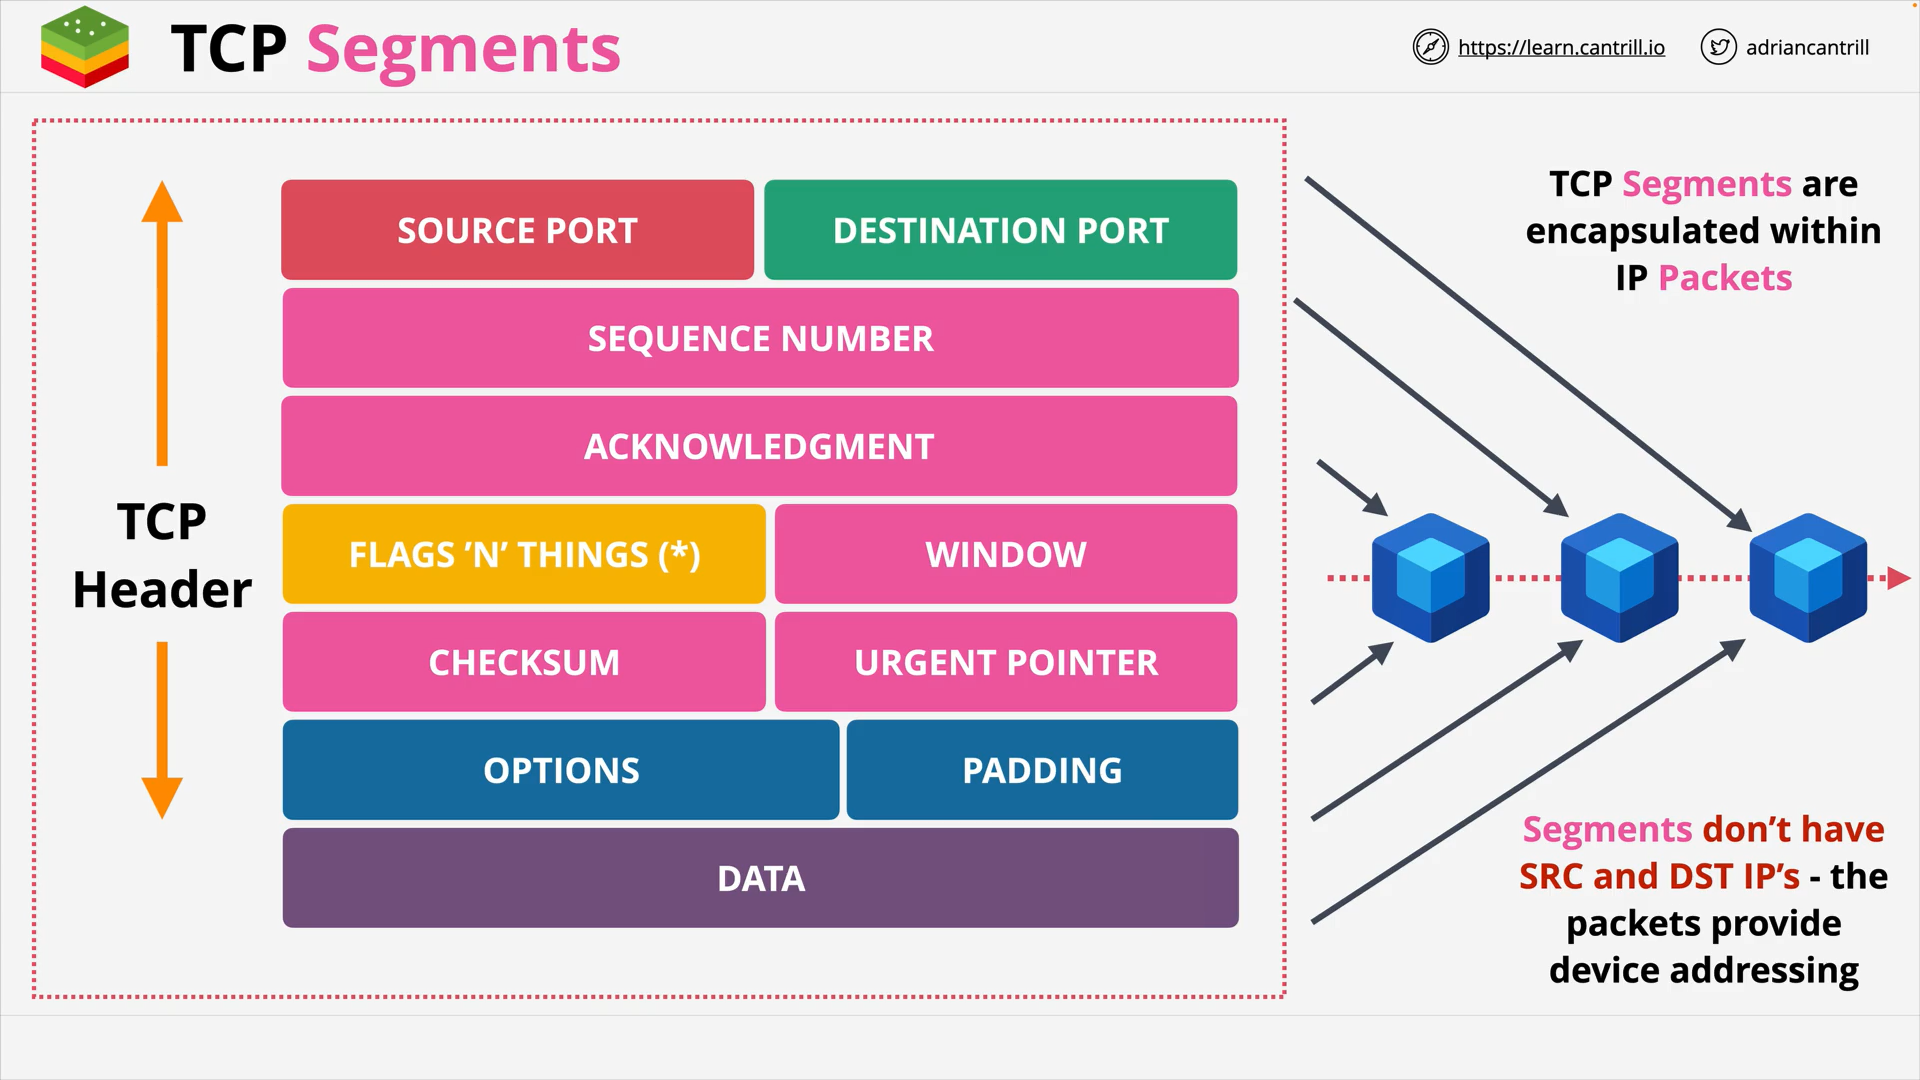 TCP Segments
https://learn.cantrill.io
adriancantrill
SOURCE PORT
DESTINATION PORT
SEQUENCE NUMBER
ACKNOWLEDGMENT
FLAGS ’N’ THINGS (*)
WINDOW
CHECKSUM
URGENT POINTER
OPTIONS
PADDING
DATA
TCP
Header
TCP Segments are
encapsulated within
IP Packets
Segments don’t have
SRC and DST IP’s - the
packets provide
device addressing